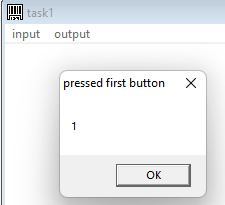 task1
input output
pressed first button
1
OK